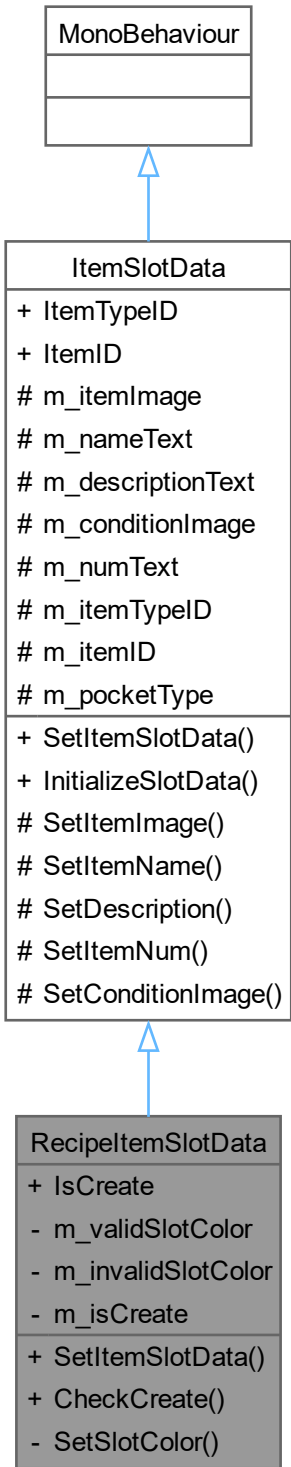 MonoBehaviour
ItemSlotData
+ ItemTypeID
+ ItemID
# m_itemImage
# m_nameText
# m_descriptionText
# m_conditionImage
# m_numText
# m_itemTypeID
# m_itemID
# m_pocketType
+ SetItemSlotData()
+ InitializeSlotData()
# SetItemImage()
# SetItemName()
# SetDescription()
# SetItemNum()
# SetConditionImage()
RecipeItemSlotData
+ IsCreate
- m_validSlotColor
- m_invalidSlotColor
- m_isCreate
+ SetItemSlotData()
+ CheckCreate()
- SetSlotColor()